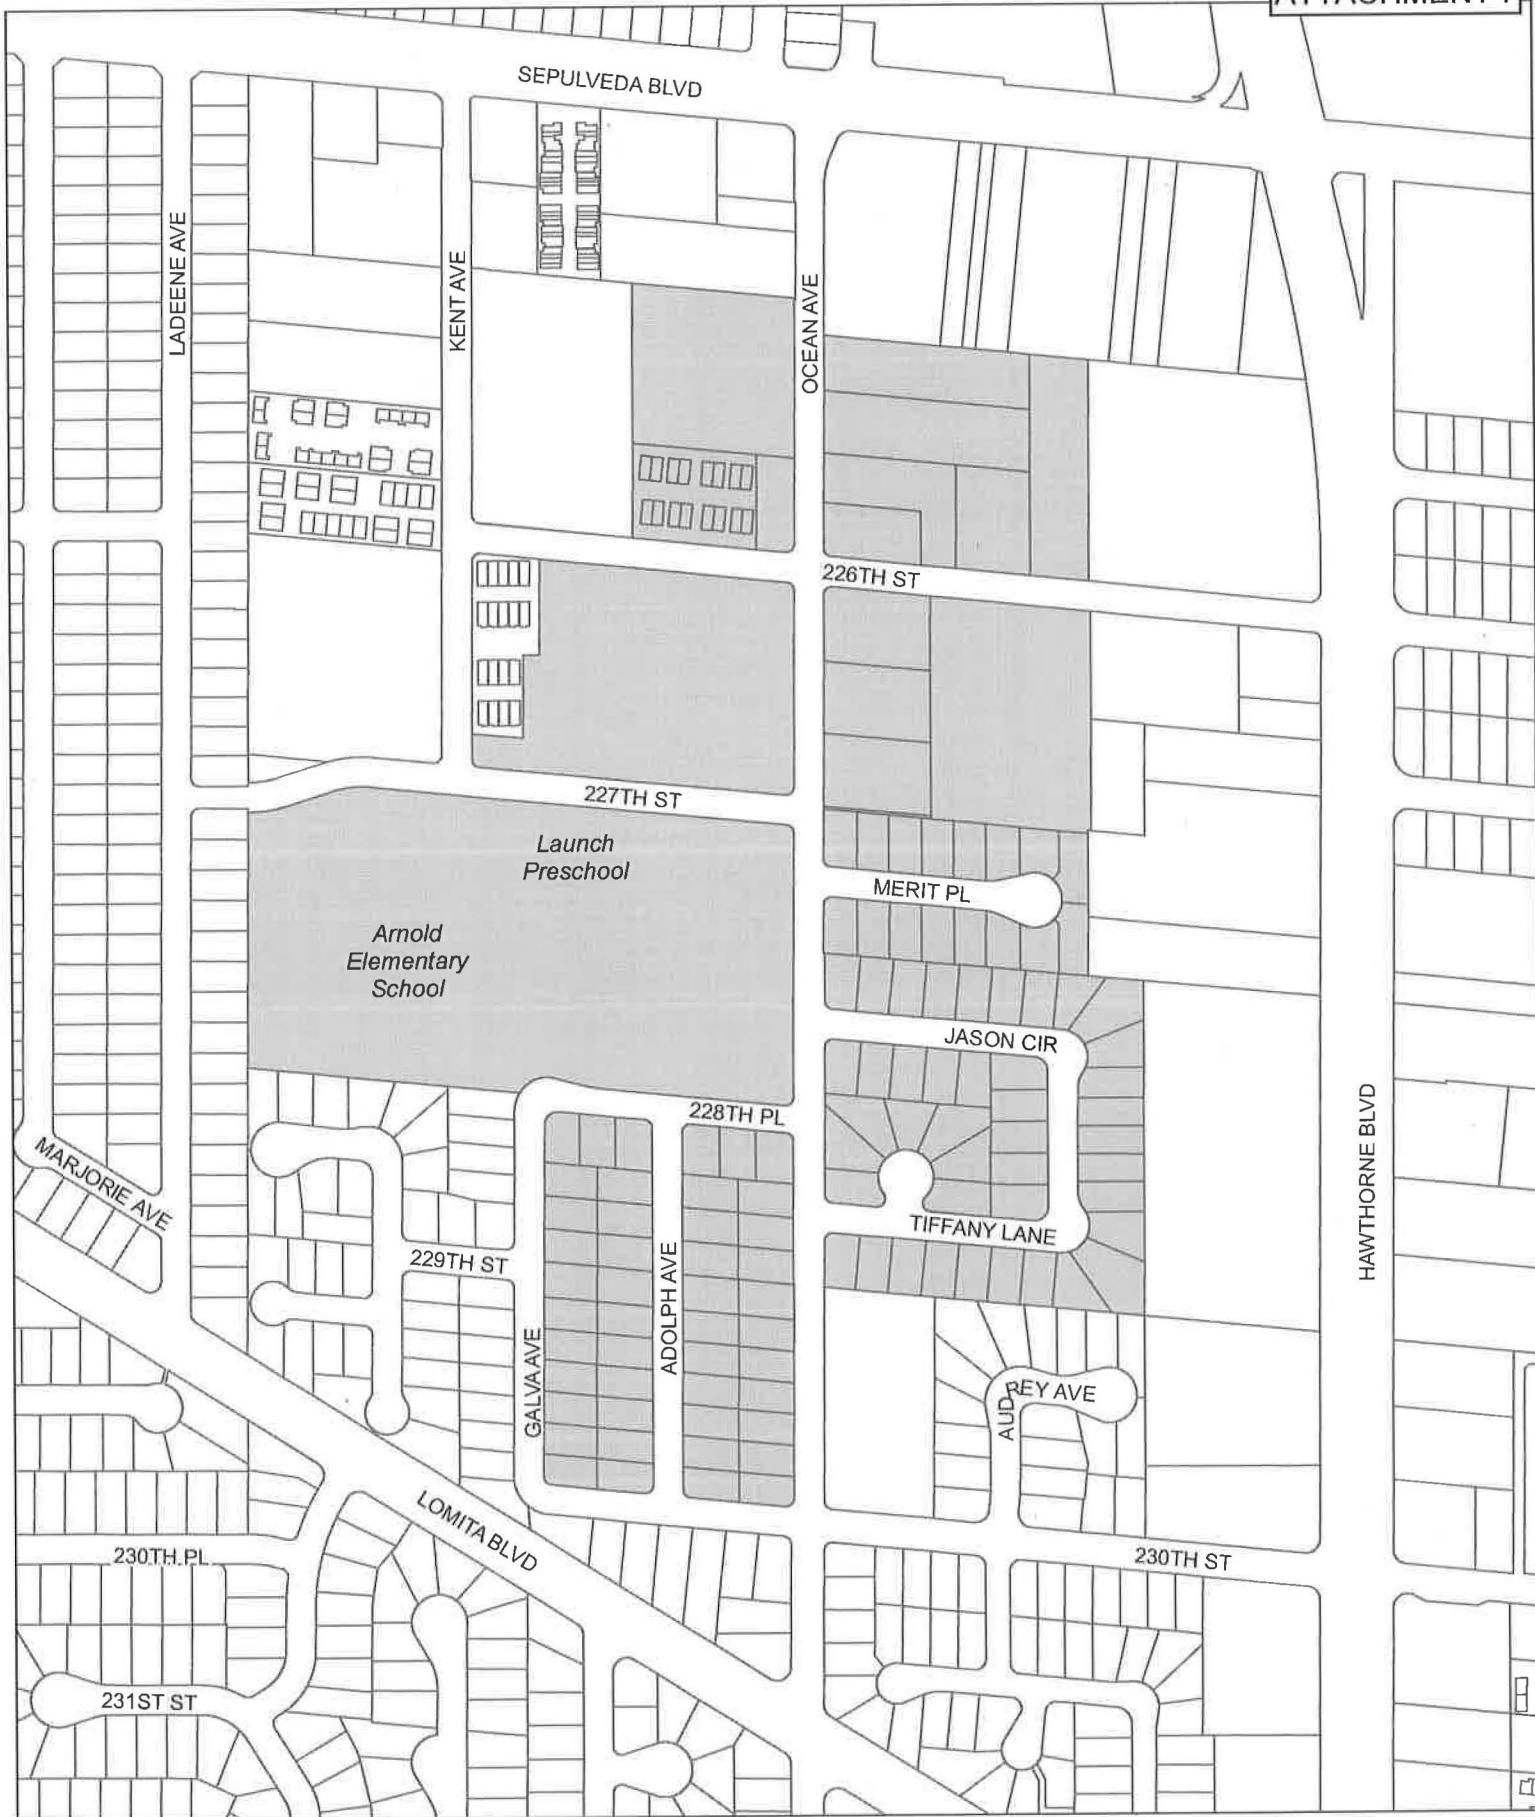 SEPULVEDA BLVD
LADEENE AVE
KENT AVE
OCEAN AVE
226TH ST
227TH ST
Launch
Preschool
MERIT PL
Arnold
Elementary
School
JASON CIR
228TH PL
HAWTHORNE BLVD
MARJORIE AVE
TIFFANY LANE
229TH ST
ADOLPH AVE
GALVA AVE
AUDREY AVE
LOMITA BLVD
230TH PL
230TH ST
231ST ST